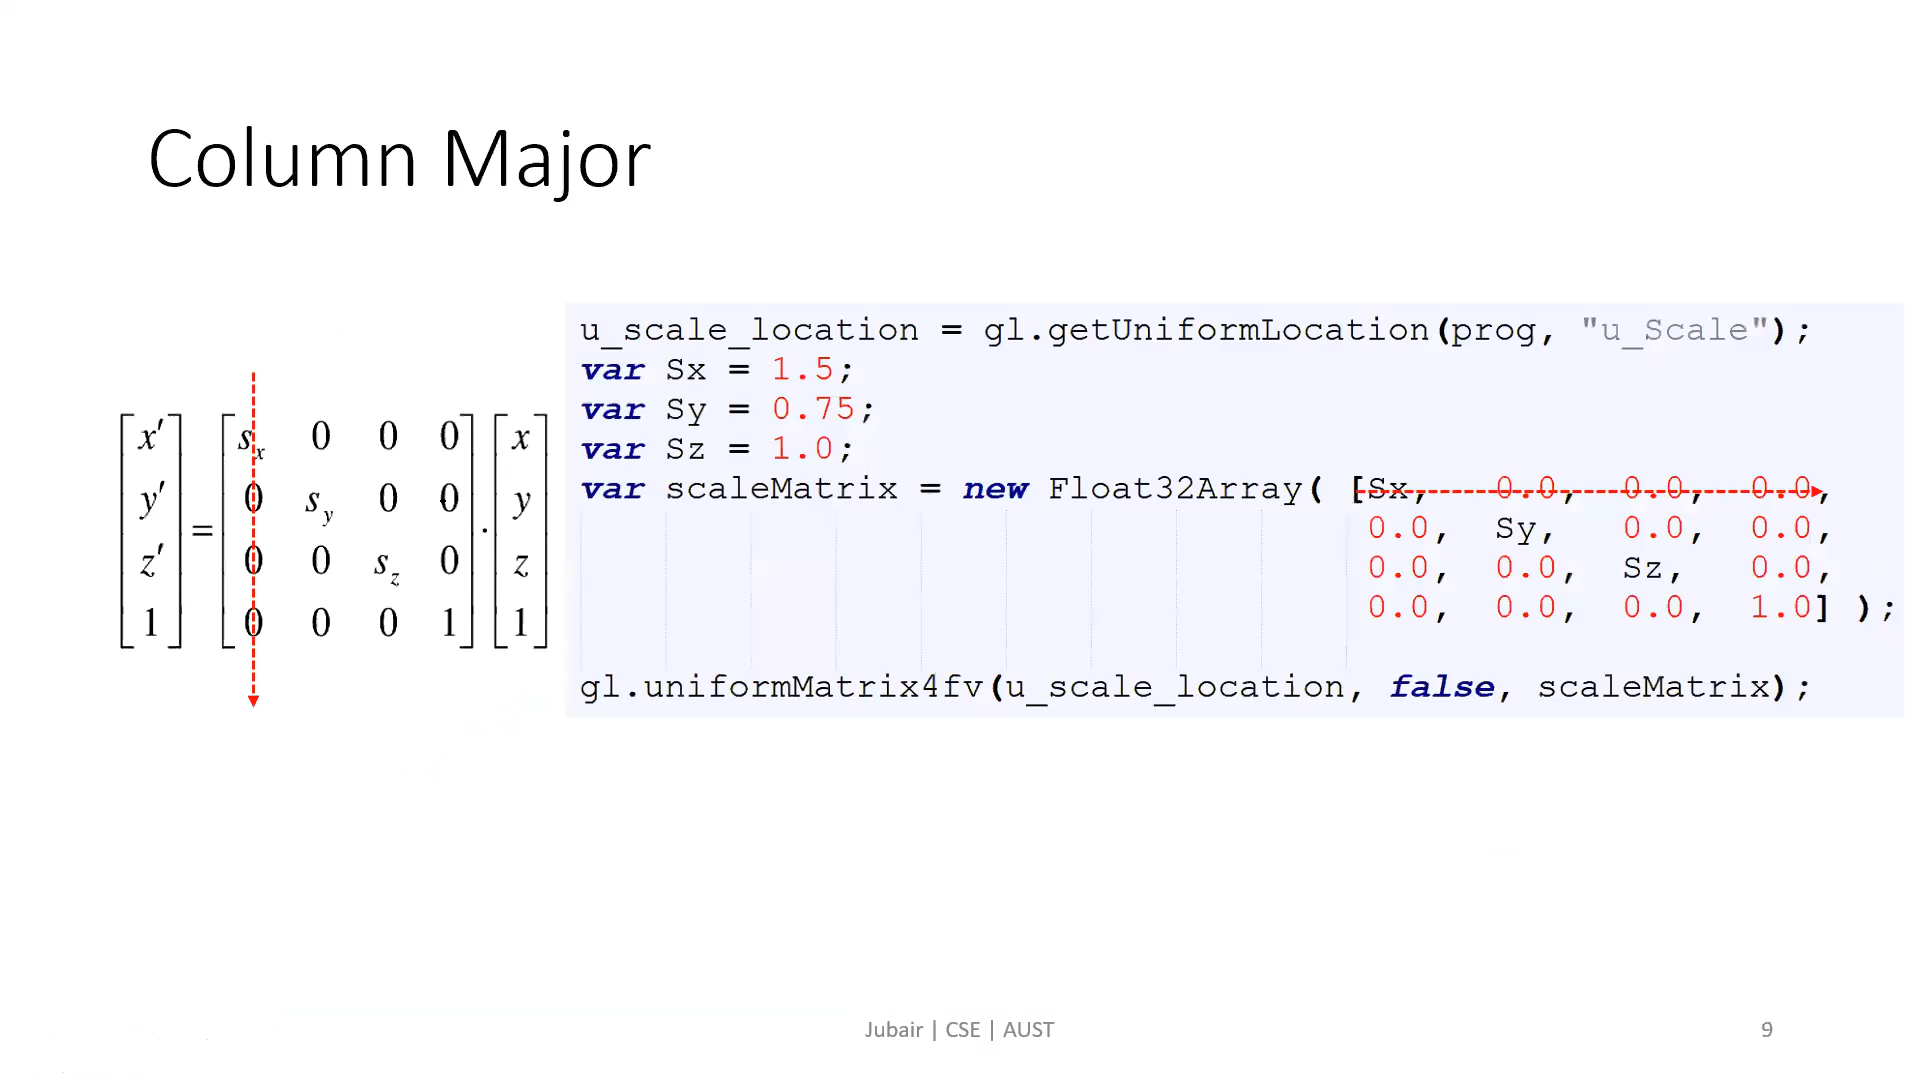 Column Major
[x′] = [s_x 0 0 0] [x]
[y′] [0 s_y 0 0] · [y]
[z′] [0 0 s_z 0] [z]
[1] [0 0 0 1] [1]
u_scale_location = gl.getUniformLocation(prog, "u_Scale");
var Sx = 1.5;
var Sy = 0.75;
var Sz = 1.0;
var scaleMatrix = new Float32Array( [Sx, 0.0, 0.0, 0.0,
0.0, Sy, 0.0, 0.0,
0.0, 0.0, Sz, 0.0,
0.0, 0.0, 0.0, 1.0] );
gl.uniformMatrix4fv(u_scale_location, false, scaleMatrix);
Jubair | CSE | AUST
9